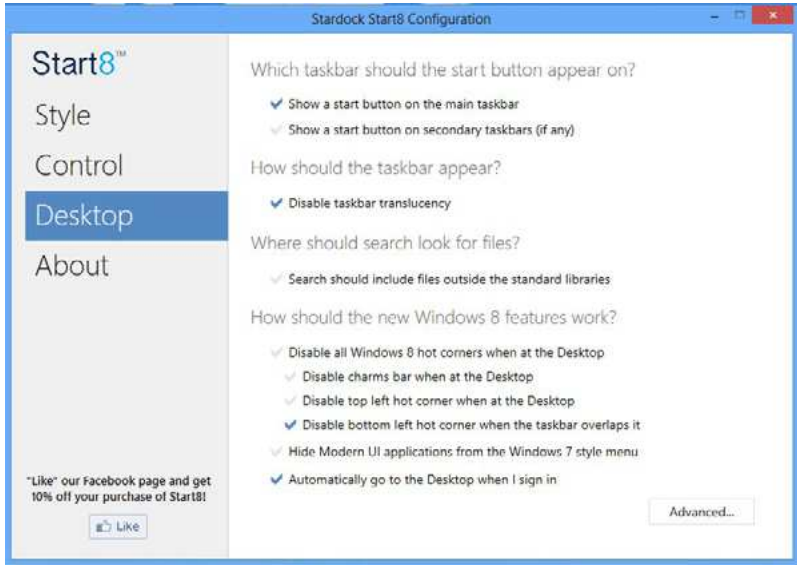 Stardock Start8 Configuration
Start8™
Style
Control
Desktop
About
"Like" our Facebook page and get
10% off your purchase of Start8!
Like
Which taskbar should the start button appear on?
Show a start button on the main taskbar
Show a start button on secondary taskbars (if any)
How should the taskbar appear?
Disable taskbar translucency
Where should search look for files?
Search should include files outside the standard libraries
How should the new Windows 8 features work?
Disable all Windows 8 hot corners when at the Desktop
Disable charms bar when at the Desktop
Disable top left hot corner when at the Desktop
Disable bottom left hot corner when the taskbar overlaps it
Hide Modern UI applications from the Windows 7 style menu
Automatically go to the Desktop when I sign in
Advanced...